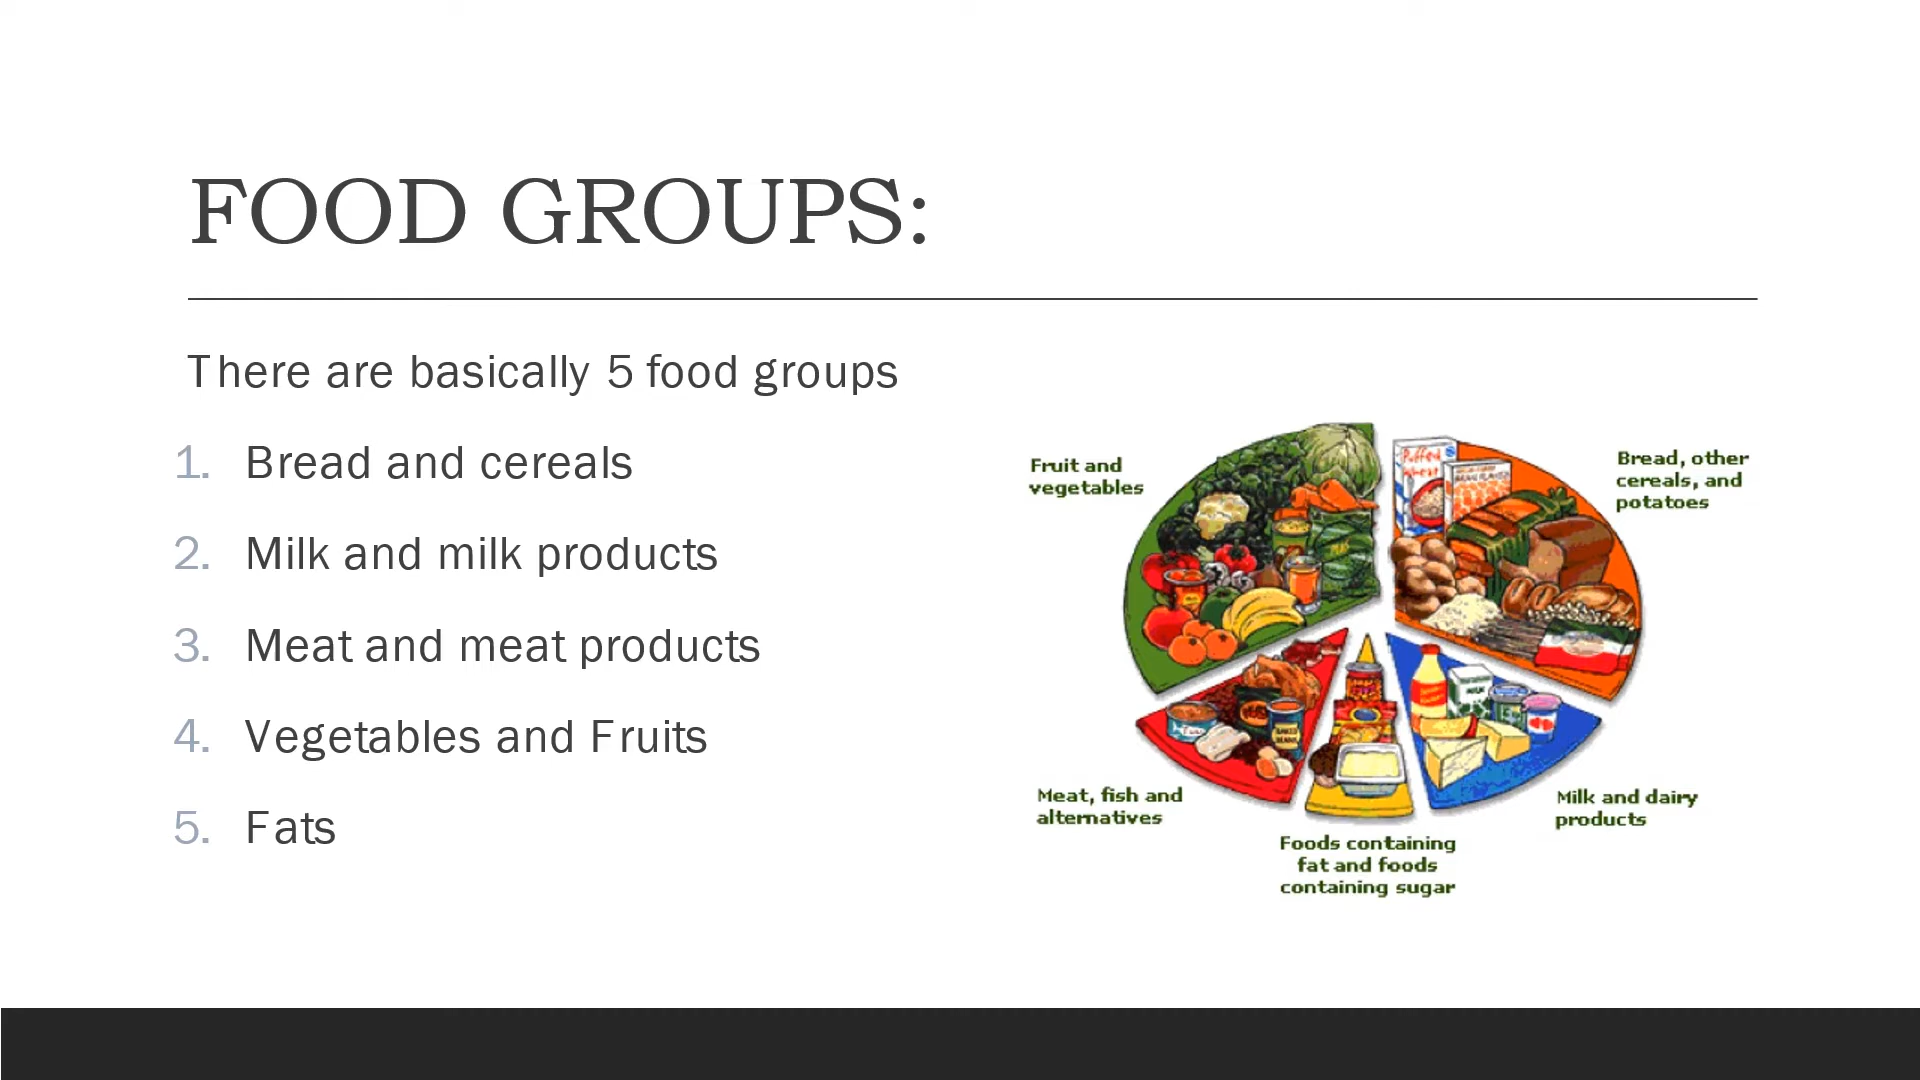 FOOD GROUPS:
There are basically 5 food groups
1. Bread and cereals
2. Milk and milk products
3. Meat and meat products
4. Vegetables and Fruits
5. Fats
Fruit and
vegetables
Bread, other
cereals, and
potatoes
Puffed
wheat
Meat, fish and
alternatives
Foods containing
fat and foods
containing sugar
Milk and dairy
products